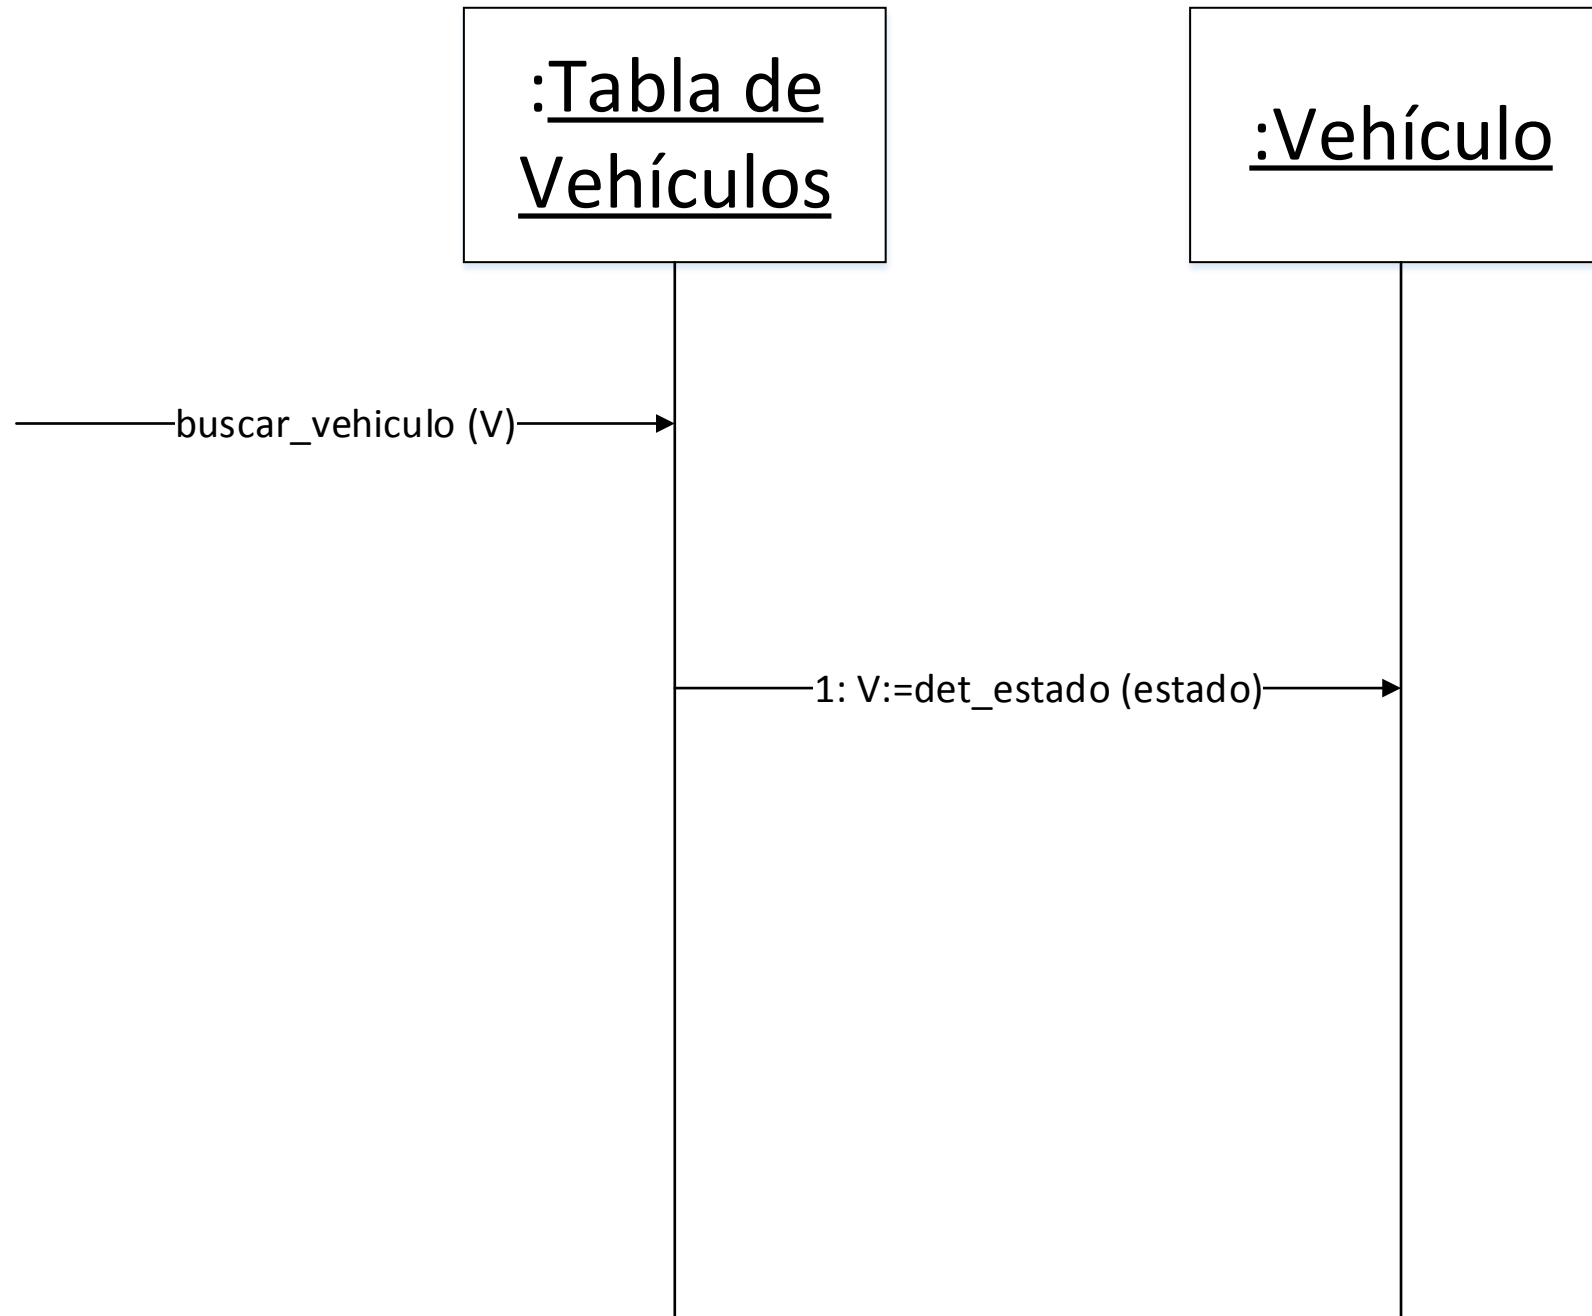 :Tabla de
Vehículos
:Vehículo
buscar_vehiculo (V)
1: V:=det_estado (estado)